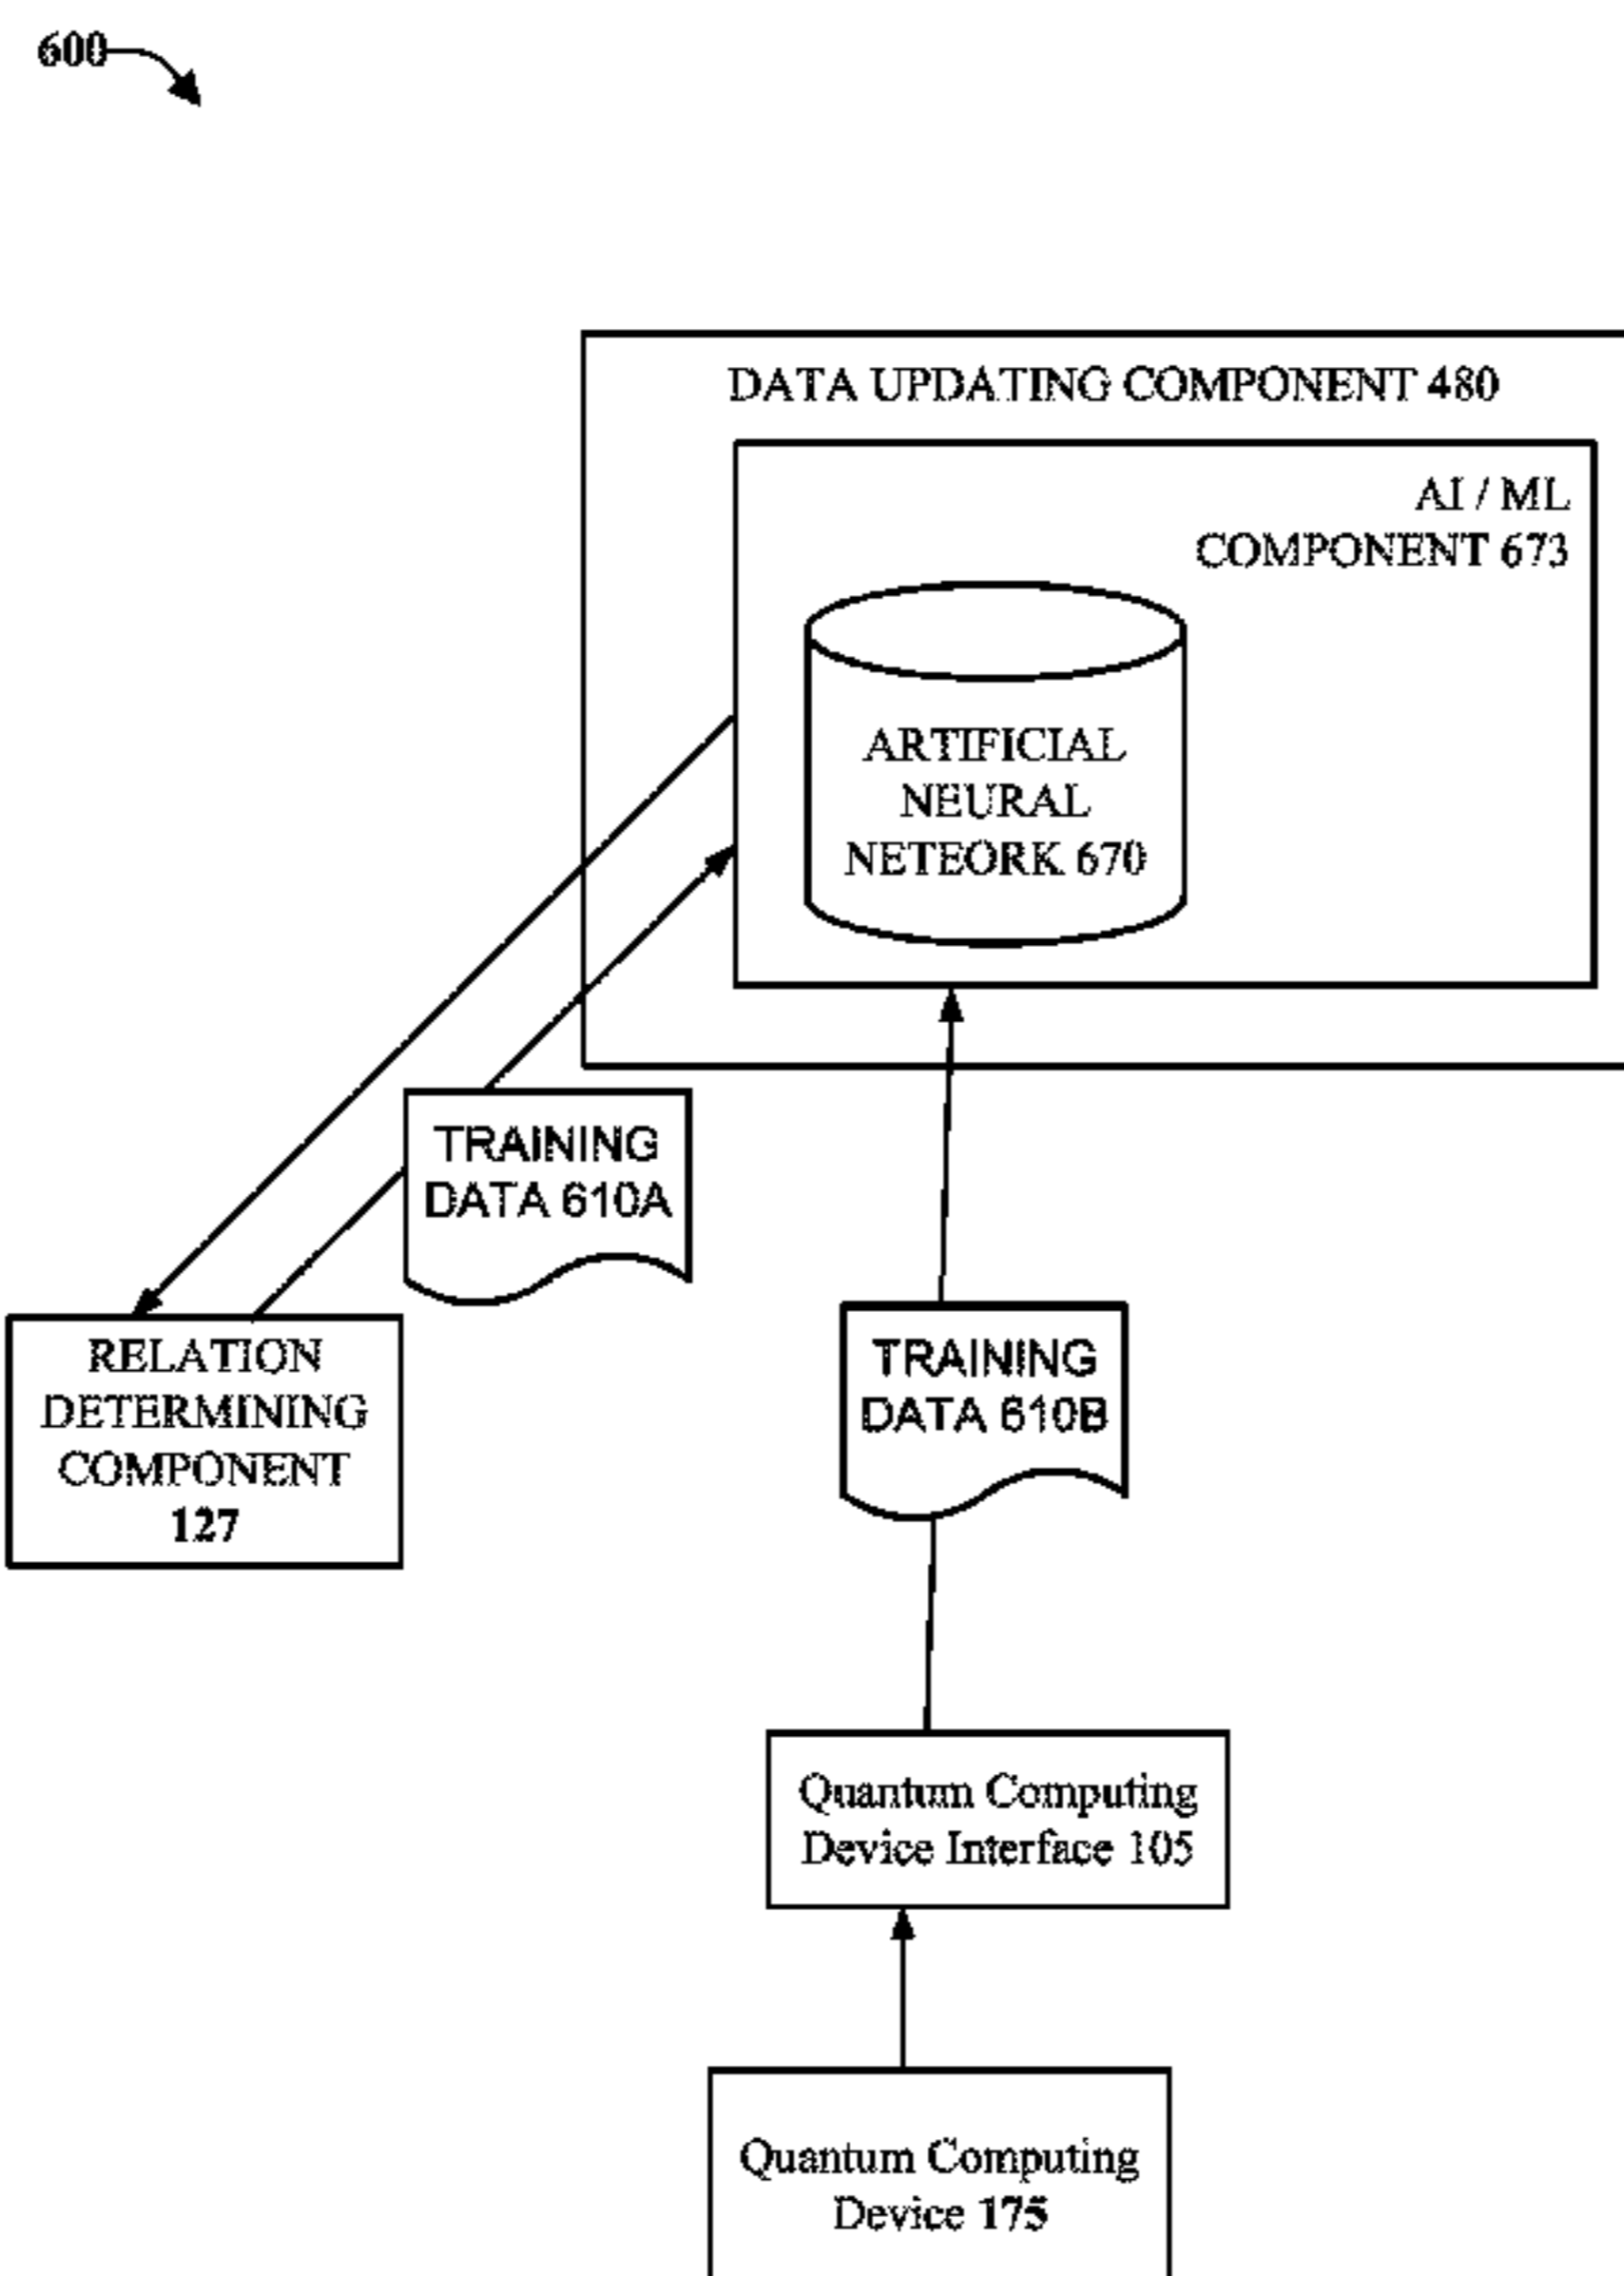 600
DATA UPDATING COMPONENT 480
AI / ML
COMPONENT 673
ARTIFICIAL
NEURAL
NETEORK 670
TRAINING
DATA 610A
RELATION
DETERMINING
COMPONENT
127
TRAINING
DATA 610B
Quantum Computing
Device Interface 105
Quantum Computing
Device 175